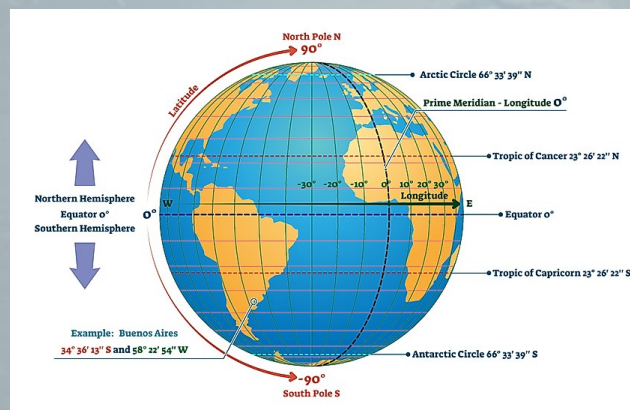 North Pole N
90°
Arctic Circle 66° 33' 39" N
Latitude
Prime Meridian - Longitude 0°
Tropic of Cancer 23° 26' 22" N
-30° -20° -10° 0° 10° 20° 30°
Longitude
Northern Hemisphere
Equator 0°
Southern Hemisphere
0°
W
E
Equator 0°
Tropic of Capricorn 23° 26' 22" S
Example: Buenos Aires
34° 36' 13" S and 58° 22' 54" W
Antarctic Circle 66° 33' 39" S
-90°
South Pole S